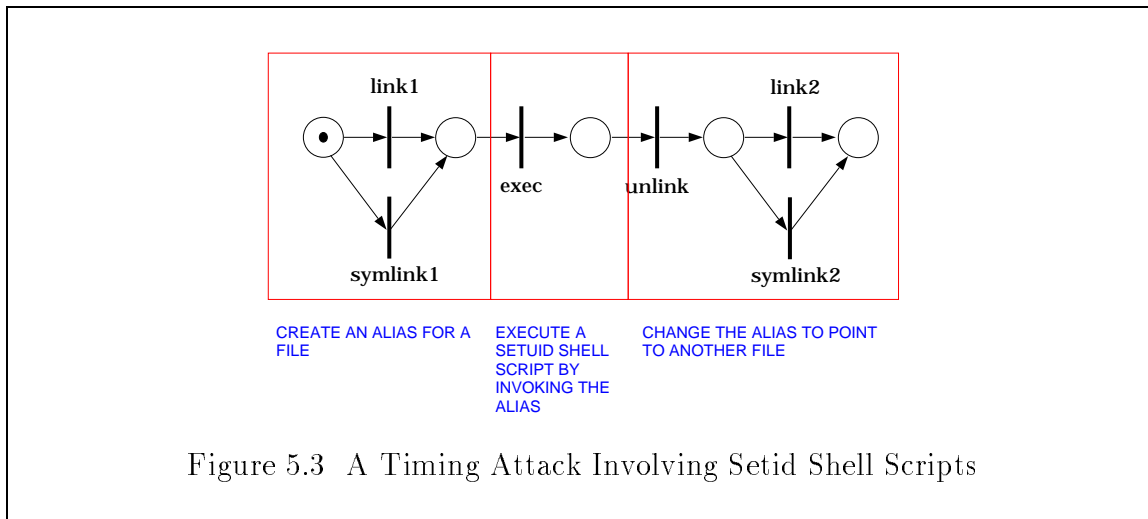 link1
link2
exec
unlink
symlink1
symlink2
CREATE AN ALIAS FOR A
FILE
EXECUTE A
SETUID SHELL
SCRIPT BY
INVOKING THE
ALIAS
CHANGE THE ALIAS TO POINT
TO ANOTHER FILE
Figure 5.3 A Timing Attack Involving Setid Shell Scripts